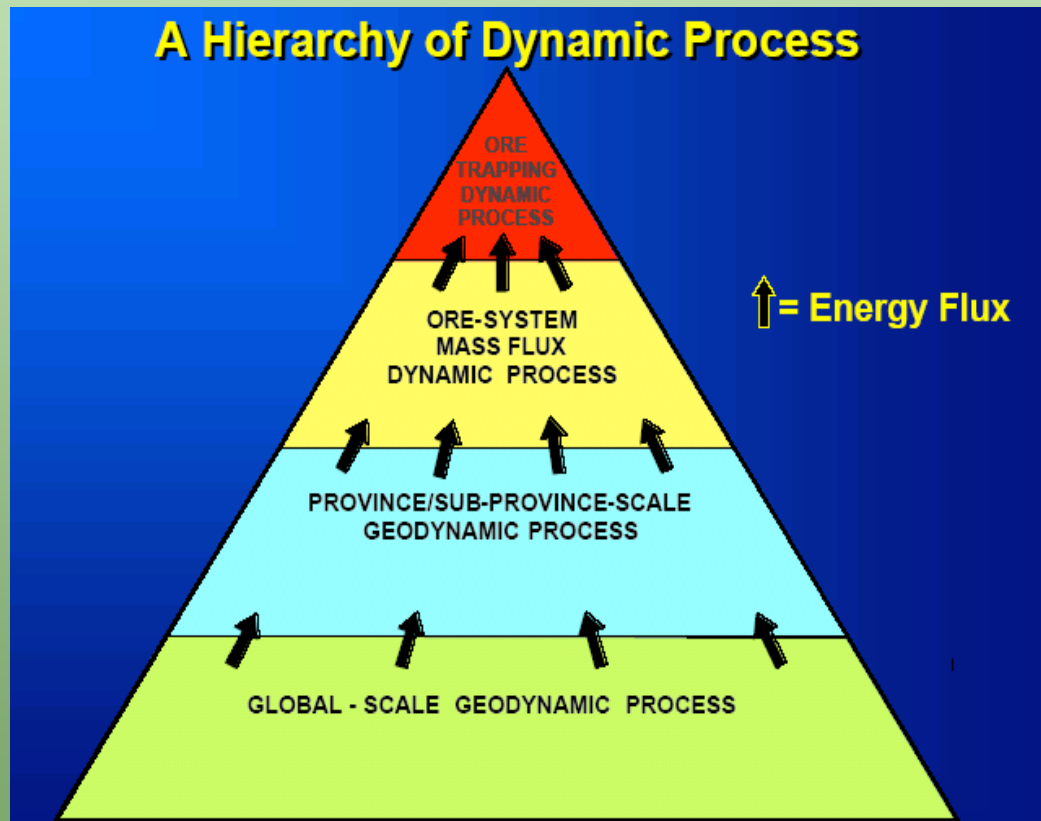 A Hierarchy of Dynamic Process
ORE
TRAPPING
DYNAMIC
PROCESS
ORE-SYSTEM
MASS FLUX
DYNAMIC PROCESS
= Energy Flux
PROVINCE/SUB-PROVINCE-SCALE
GEODYNAMIC PROCESS
GLOBAL - SCALE GEODYNAMIC PROCESS